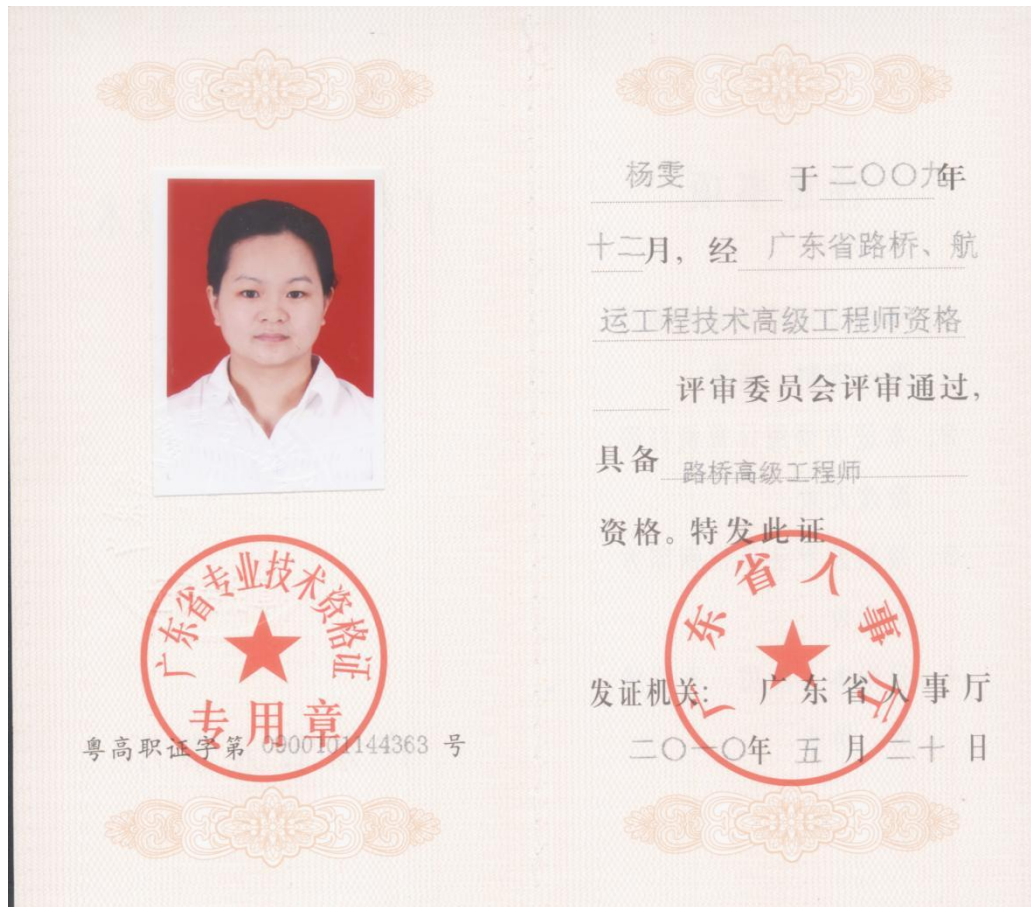 广东省专业技术资格证
专用章
粤高职证字第 0900101144363 号
杨雯 于 二〇〇九年
十二月，经 广东省路桥、航
运工程技术高级工程师资格
评审委员会评审通过，
具备 路桥高级工程师
资格。特发此证
广东省人事厅
发证机关： 广东省人事厅
二〇一〇年 五 月 二十 日